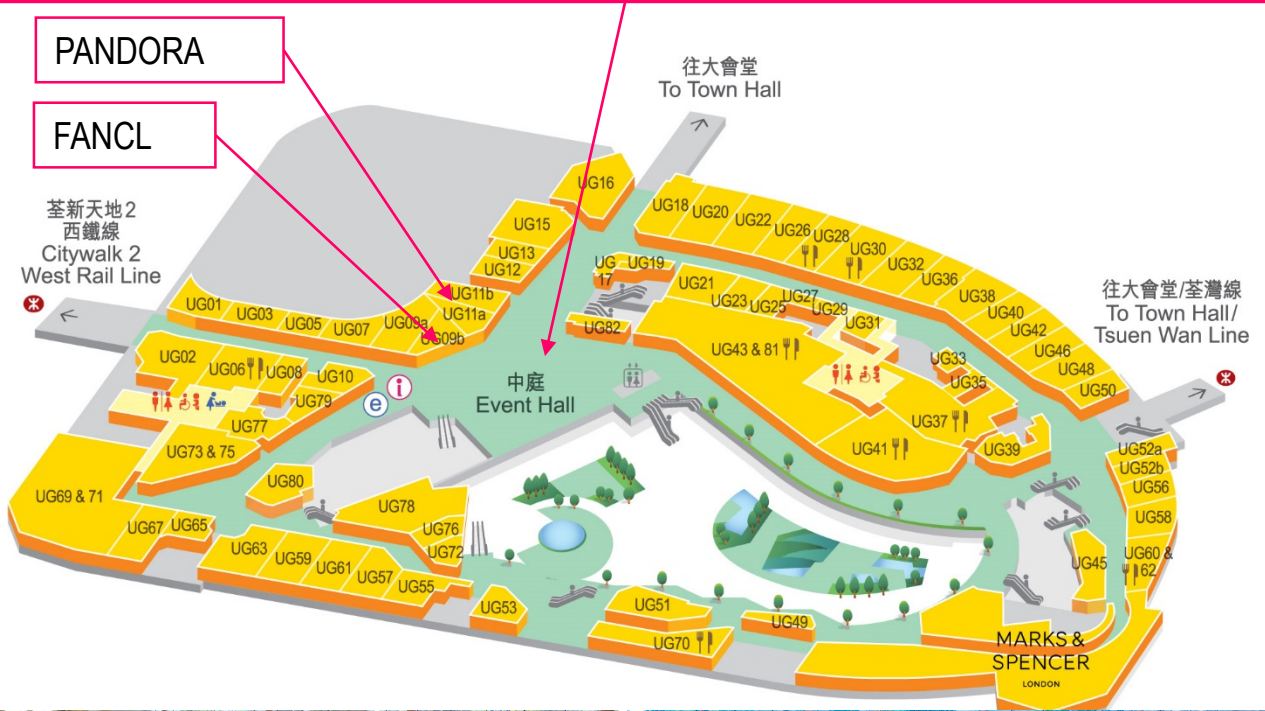 PANDORA
FANCL
往大會堂
To Town Hall
荃新天地2
西鐵線
Citywalk 2
West Rail Line
往大會堂/荃灣線
To Town Hall/
Tsuen Wan Line
UG16
UG15
UG13
UG12
UG11b
UG11a
UG09a
UG09b
UG01
UG03
UG05
UG07
UG02
UG06
UG08
UG10
UG79
UG77
UG73 & 75
UG69 & 71
UG67
UG65
UG80
UG78
UG76
UG72
UG63
UG59
UG61
UG57
UG55
UG53
UG51
UG70
UG49
i
e
中庭
Event Hall
UG
17
UG19
UG82
UG21
UG23
UG25
UG27
UG29
UG31
UG43 & 81
UG33
UG35
UG37
UG41
UG39
UG18
UG20
UG22
UG26
UG28
UG30
UG32
UG36
UG38
UG40
UG42
UG46
UG48
UG50
UG52a
UG52b
UG56
UG58
UG60 &
62
UG45
MARKS &
SPENCER
LONDON